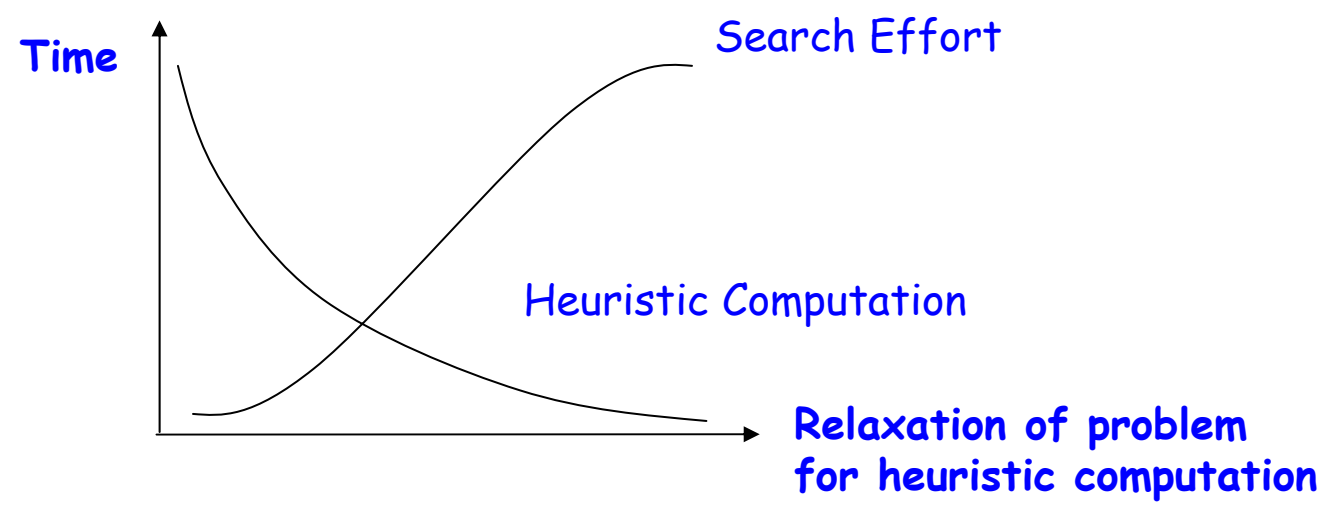 Time
Search Effort
Heuristic Computation
Relaxation of problem
for heuristic computation